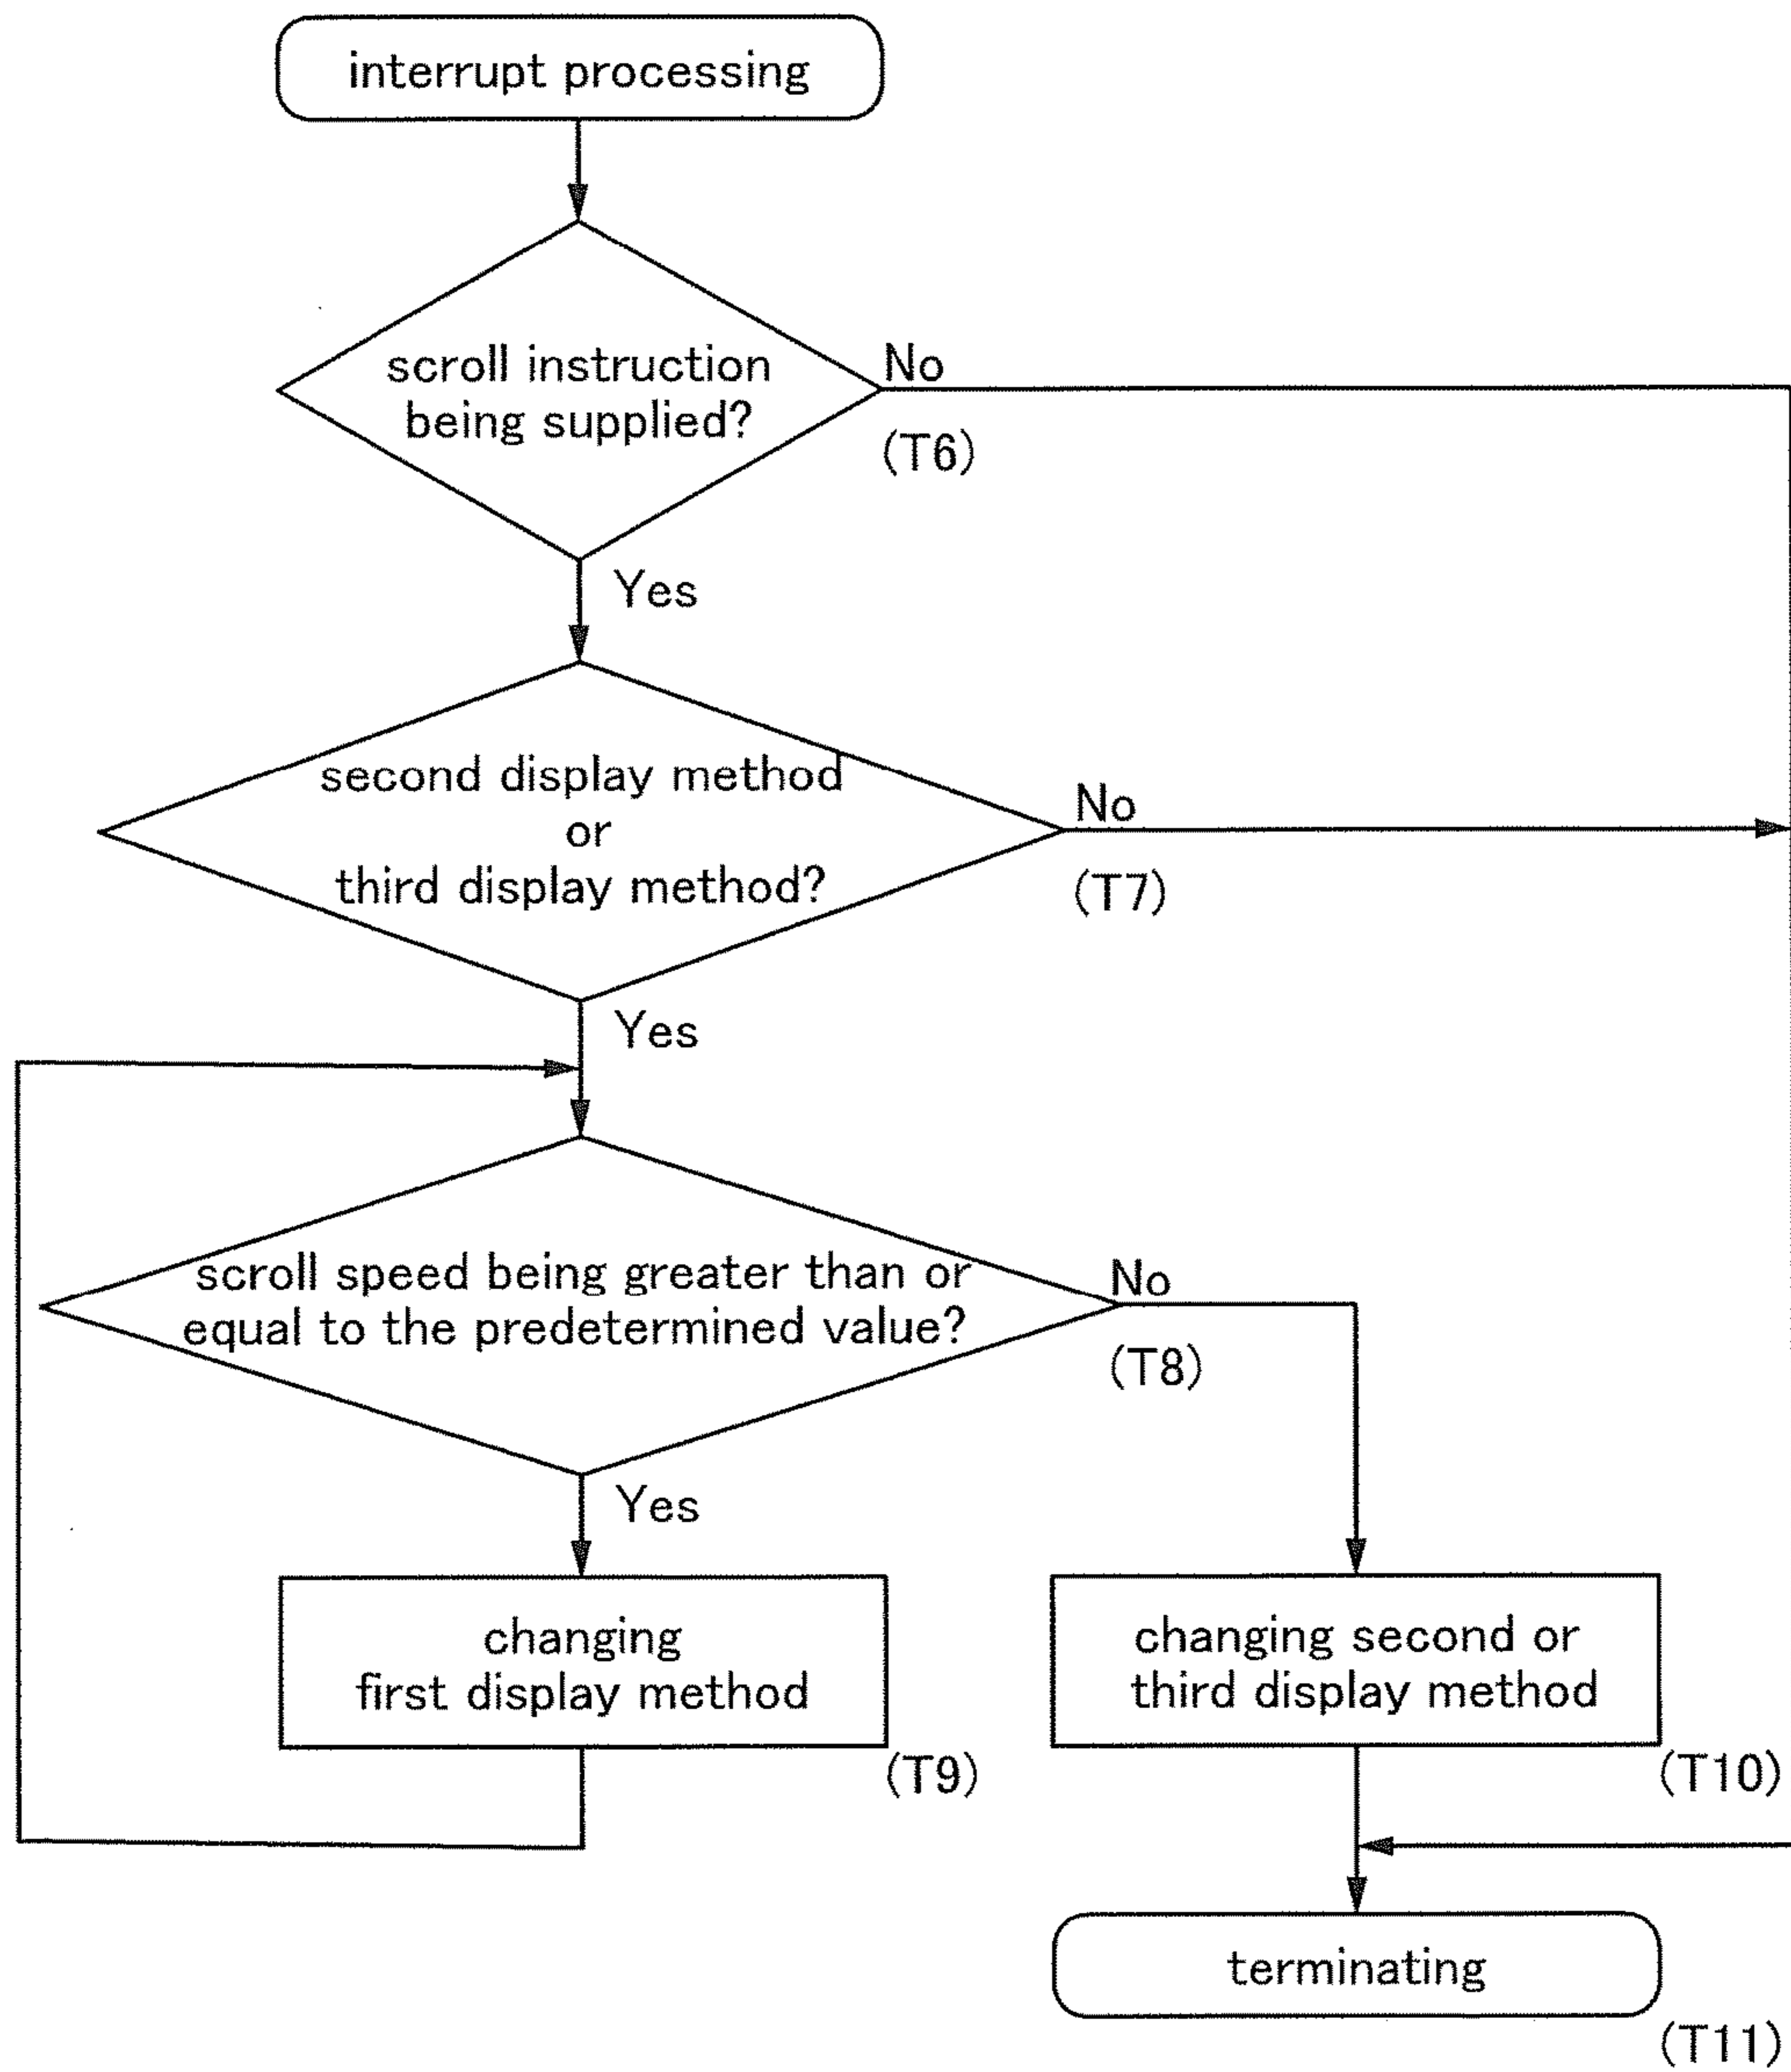 interrupt processing
scroll instruction
being supplied?
No
(T6)
Yes
second display method
or
third display method?
No
(T7)
Yes
scroll speed being greater than or
equal to the predetermined value?
No
(T8)
Yes
changing
first display method
(T9)
changing second or
third display method
(T10)
terminating
(T11)